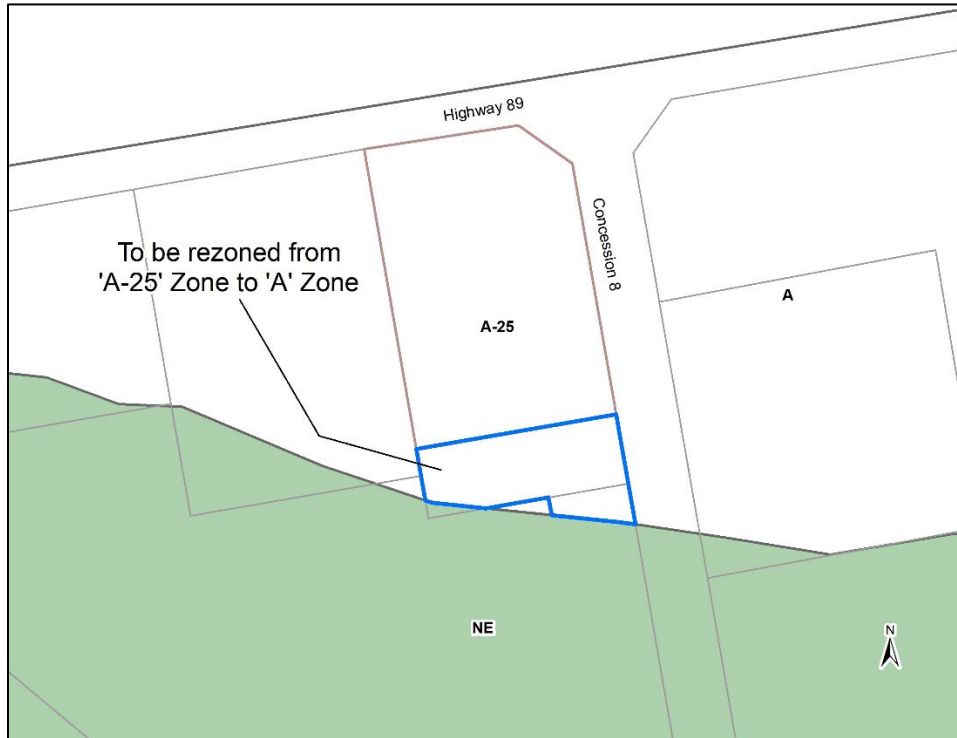 Highway 89
Concession 8
To be rezoned from
'A-25' Zone to 'A' Zone
A
A-25
NE
N